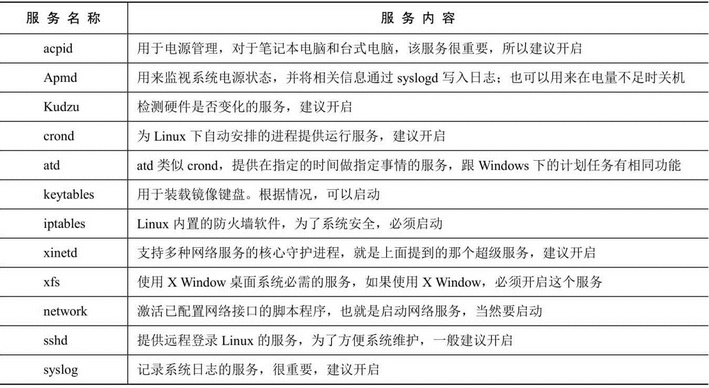 服务名称 服务内容
acpid 用于电源管理，对于笔记本电脑和台式电脑，该服务很重要，所以建议开启
Apmd 用来监视系统电源状态，并将相关信息通过 syslogd 写入日志；也可以用来在电量不足时关机
Kudzu 检测硬件是否变化的服务，建议开启
crond 为 Linux 下自动安排的进程提供运行服务，建议开启
atd atd 类似 crond，提供在指定的时间做指定事情的服务，跟 Windows 下的计划任务有相同功能
keytables 用于装载镜像键盘。根据情况，可以启动
iptables Linux 内置的防火墙软件，为了系统安全，必须启动
xinetd 支持多种网络服务的核心守护进程，就是上面提到的那个超级服务，建议开启
xfs 使用 X Window 桌面系统必需的服务，如果使用 X Window，必须开启这个服务
network 激活已配置网络接口的脚本程序，也就是启动网络服务，当然要启动
sshd 提供远程登录 Linux 的服务，为了方便系统维护，一般建议开启
syslog 记录系统日志的服务，很重要，建议开启